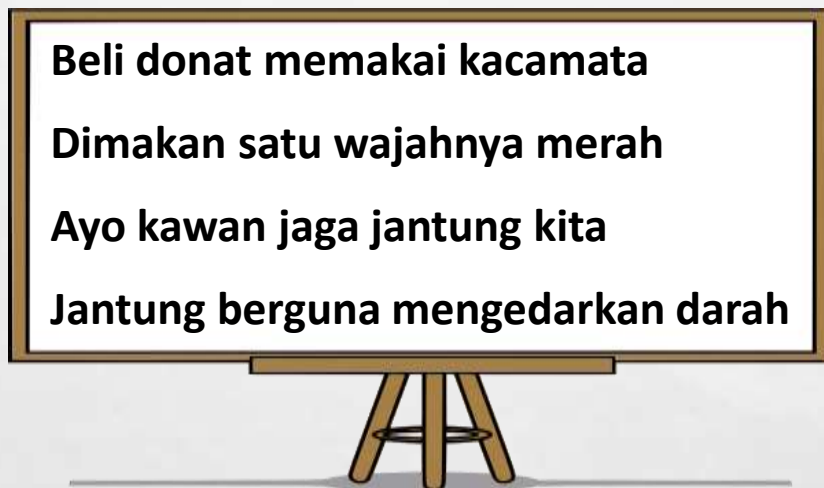 Beli donat memakai kacamata
Dimakan satu wajahnya merah
Ayo kawan jaga jantung kita
Jantung berguna mengedarkan darah